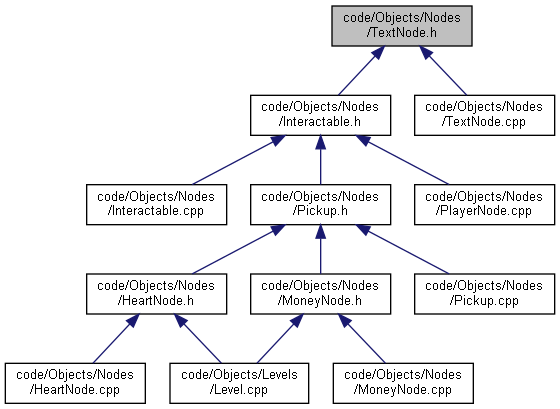 code/Objects/Nodes
/TextNode.h
code/Objects/Nodes
/Interactable.h
code/Objects/Nodes
/TextNode.cpp
code/Objects/Nodes
/Interactable.cpp
code/Objects/Nodes
/Pickup.h
code/Objects/Nodes
/PlayerNode.cpp
code/Objects/Nodes
/HeartNode.h
code/Objects/Nodes
/MoneyNode.h
code/Objects/Nodes
/Pickup.cpp
code/Objects/Nodes
/HeartNode.cpp
code/Objects/Levels
/Level.cpp
code/Objects/Nodes
/MoneyNode.cpp